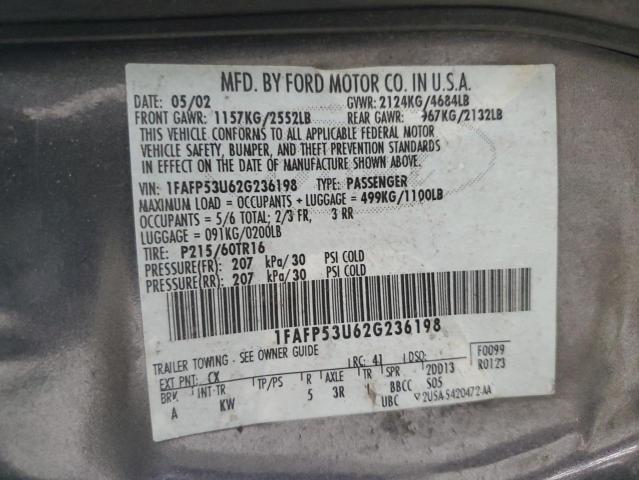 MFD. BY FORD MOTOR CO. IN U.S.A.
DATE: 05/02 GVWR: 2124KG/4684LB
FRONT GAWR: 1157KG/2552LB REAR GAWR: 967KG/2132LB
THIS VEHICLE CONFORMS TO ALL APPLICABLE FEDERAL MOTOR
VEHICLE SAFETY, BUMPER, AND THEFT PREVENTION STANDARDS
IN EFFECT ON THE DATE OF MANUFACTURE SHOWN ABOVE.
VIN: 1FAFP53U62G236198 TYPE: PASSENGER
MAXIMUM LOAD = OCCUPANTS + LUGGAGE = 499KG/1100LB
OCCUPANTS: 5/6 TOTAL; 2/3 FR, 3 RR
LUGGAGE: 091KG/0200LB
TIRE: P215/60TR16
PRESSURE(FR): 207 kPa/30 PSI COLD
PRESSURE(RR): 207 kPa/30 PSI COLD
1FAFP53U62G236198
TRAILER TOWING - SEE OWNER GUIDE
EXT PNT: CX RC: 41 DSO: F0099
BRK INT TR TP/PS R AXLE TR SPR 20D13 R0123
A KW 5 3R 1 BBCC S05
UBC 2USA-5420472-AA